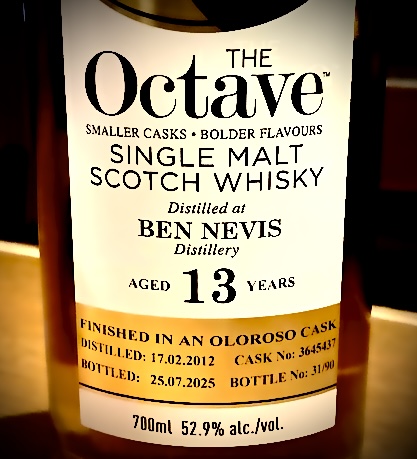 THE
Octave™
SMALLER CASKS • BOLDER FLAVOURS
SINGLE MALT
SCOTCH WHISKY
Distilled at
BEN NEVIS
Distillery
AGED 13 YEARS
FINISHED IN AN OLOROSO CASK
DISTILLED: 17.02.2012 CASK No: 3645437
BOTTLED: 25.07.2025 BOTTLE No: 31/90
700ml 52.9% alc./vol.